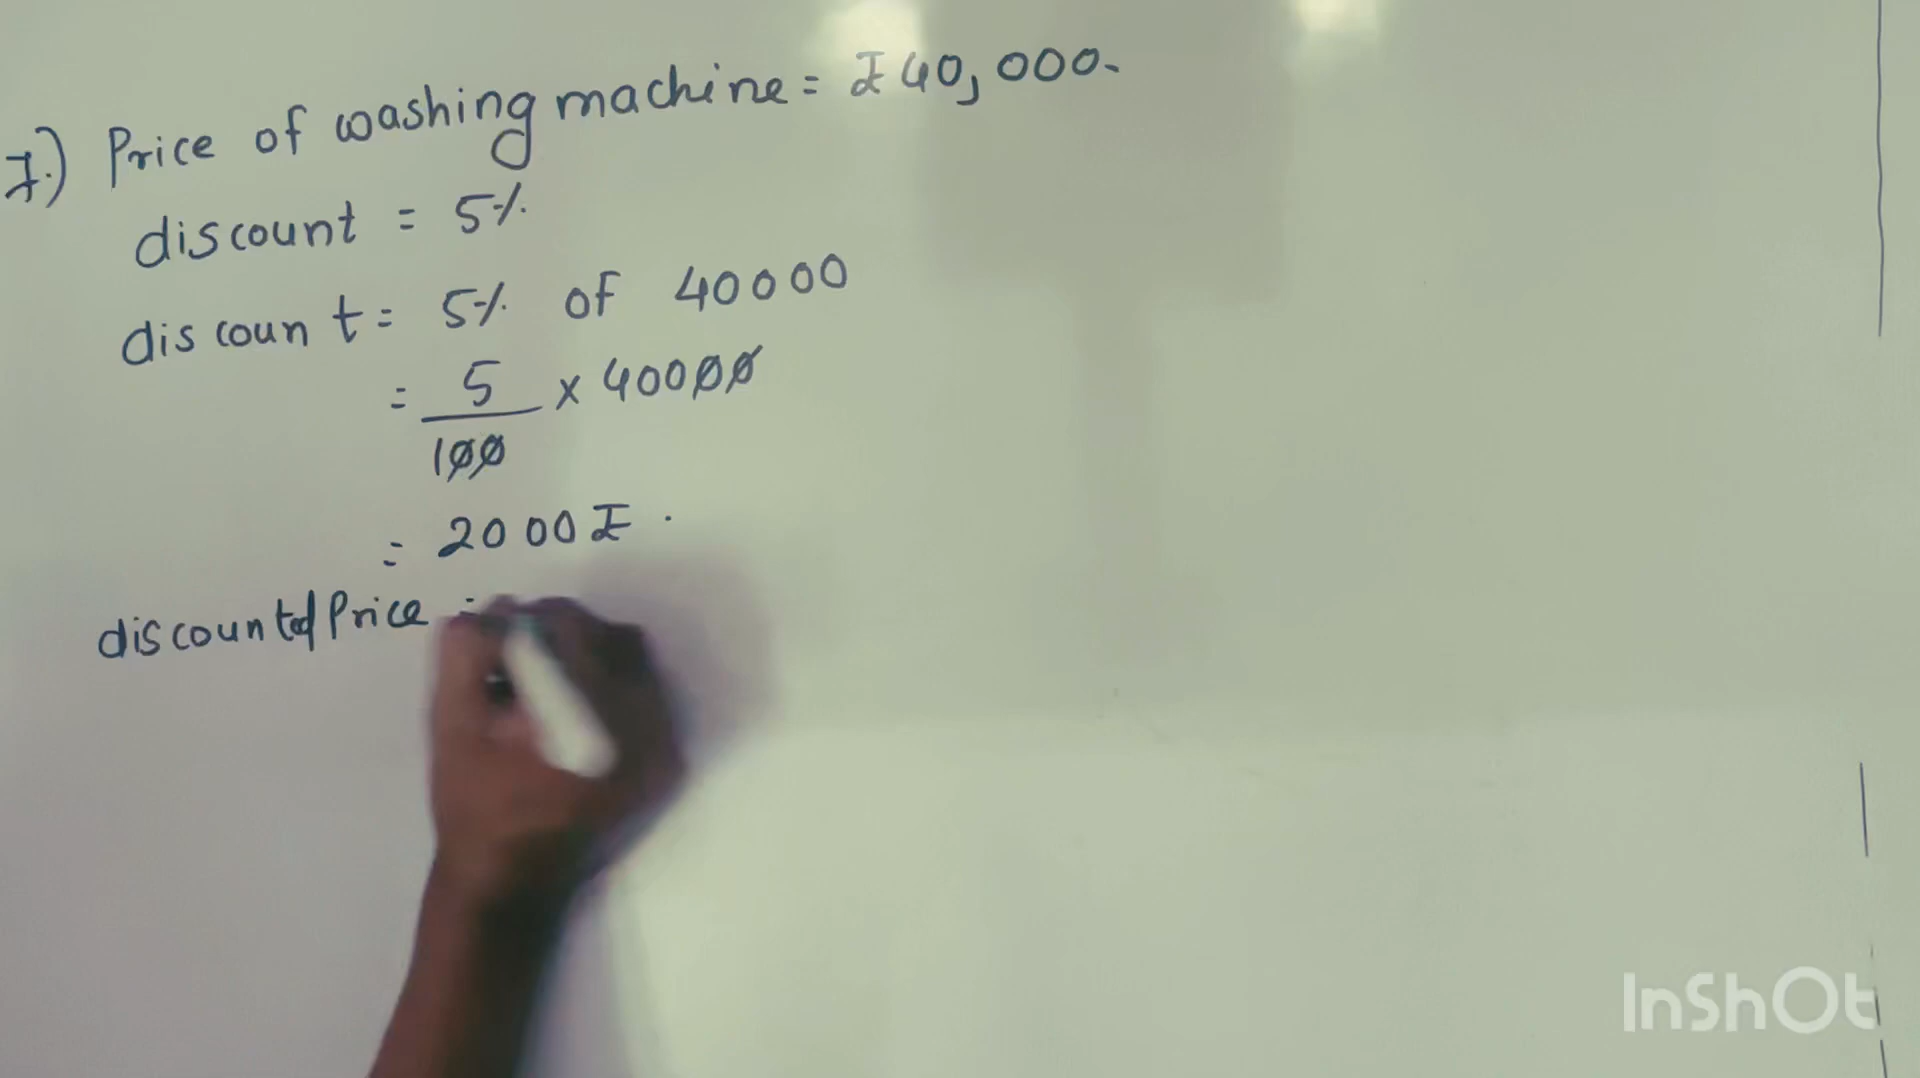 7.) Price of washing machine = ₹ 40,000.
discount = 5%
discount = 5% of 40000
= 5/100 × 40000
= 2000 ₹.
discounted Price =
InShOt